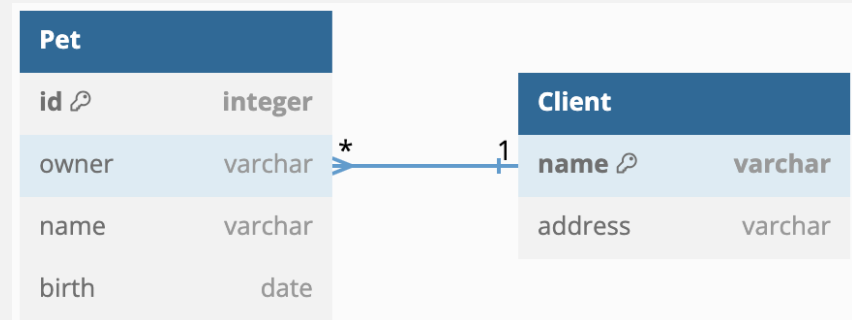 Pet
id integer
owner varchar
name varchar
birth date
* 1
Client
name varchar
address varchar